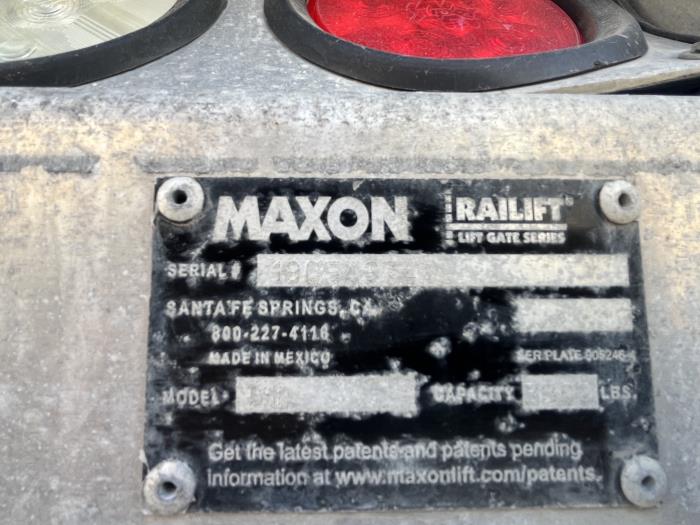 MAXON
RAILIFT®
LIFT GATE SERIES
SERIAL #
SANTA FE SPRINGS, CA.
800-227-4116
MADE IN MEXICO
SER PLATE
MODEL
CAPACITY LBS.
Get the latest patents and patents pending
information at www.maxonlift.com/patents.